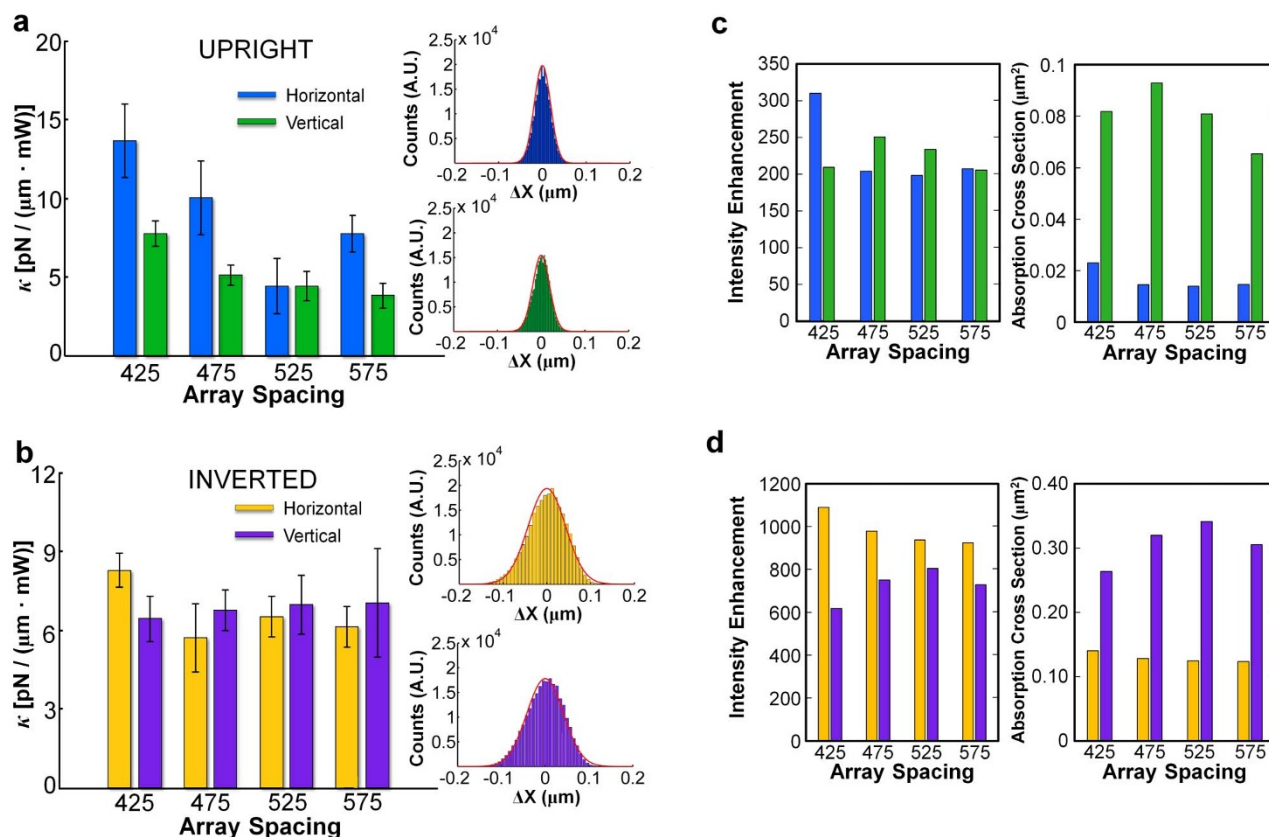 a
UPRIGHT
Horizontal
Vertical
κ [pN / (μm · mW)]
20
15
10
5
0
425 475 525 575
Array Spacing
2.5 x 10⁴
2
1.5
1
0.5
Counts (A.U.)
-0.2 -0.1 0 0.1 0.2
ΔX (μm)
2.5 x 10⁴
2
1.5
1
0.5
Counts (A.U.)
-0.2 -0.1 0 0.1 0.2
ΔX (μm)
b
INVERTED
Horizontal
Vertical
κ [pN / (μm · mW)]
12
9
6
3
0
425 475 525 575
Array Spacing
2.5 x 10⁴
2
1.5
1
0.5
Counts (A.U.)
-0.2 -0.1 0 0.1 0.2
ΔX (μm)
2.5 x 10⁴
2
1.5
1
0.5
Counts (A.U.)
-0.2 -0.1 0 0.1 0.2
ΔX (μm)
c
Intensity Enhancement
350
300
250
200
150
100
50
0
425 475 525 575
Array Spacing
Absorption Cross Section (μm²)
0.1
0.08
0.06
0.04
0.02
0
425 475 525 575
Array Spacing
d
Intensity Enhancement
1200
1000
800
600
400
200
0
425 475 525 575
Array Spacing
Absorption Cross Section (μm²)
0.40
0.30
0.20
0.10
0
425 475 525 575
Array Spacing